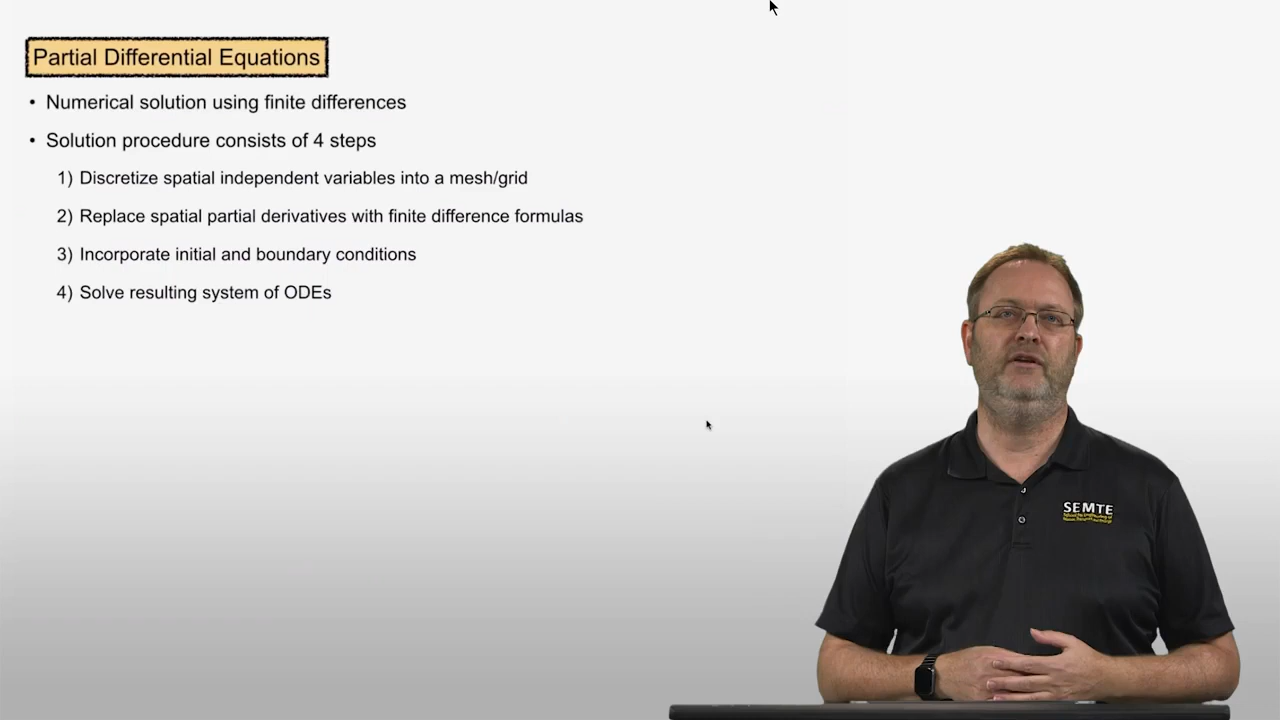 Partial Differential Equations
• Numerical solution using finite differences
• Solution procedure consists of 4 steps
1) Discretize spatial independent variables into a mesh/grid
2) Replace spatial partial derivatives with finite difference formulas
3) Incorporate initial and boundary conditions
4) Solve resulting system of ODEs
SEMTE